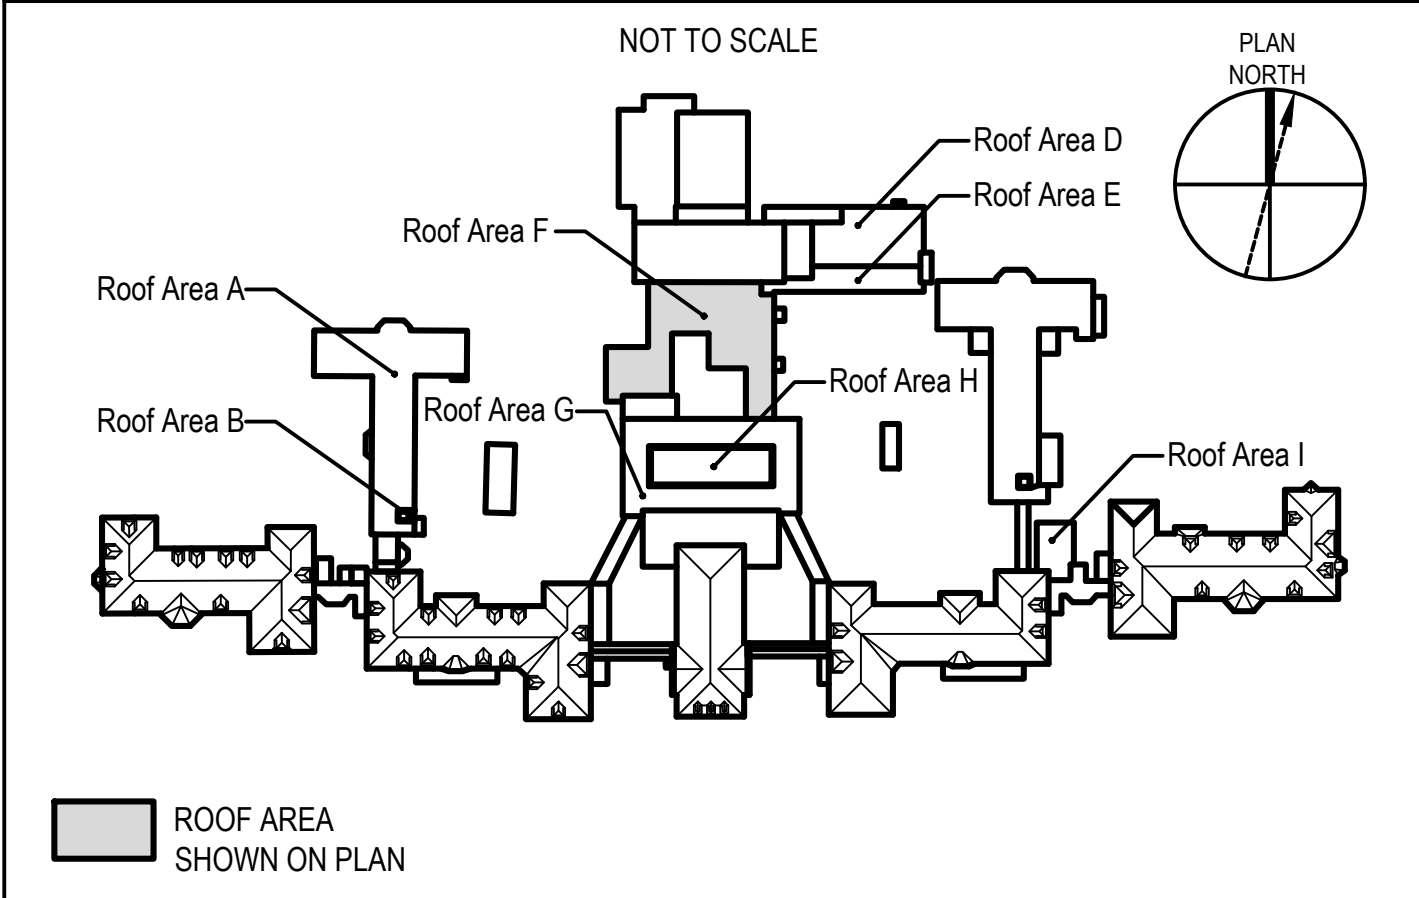 NOT TO SCALE
PLAN
NORTH
Roof Area D
Roof Area E
Roof Area F
Roof Area A
Roof Area H
Roof Area G
Roof Area B
Roof Area I
ROOF AREA
SHOWN ON PLAN